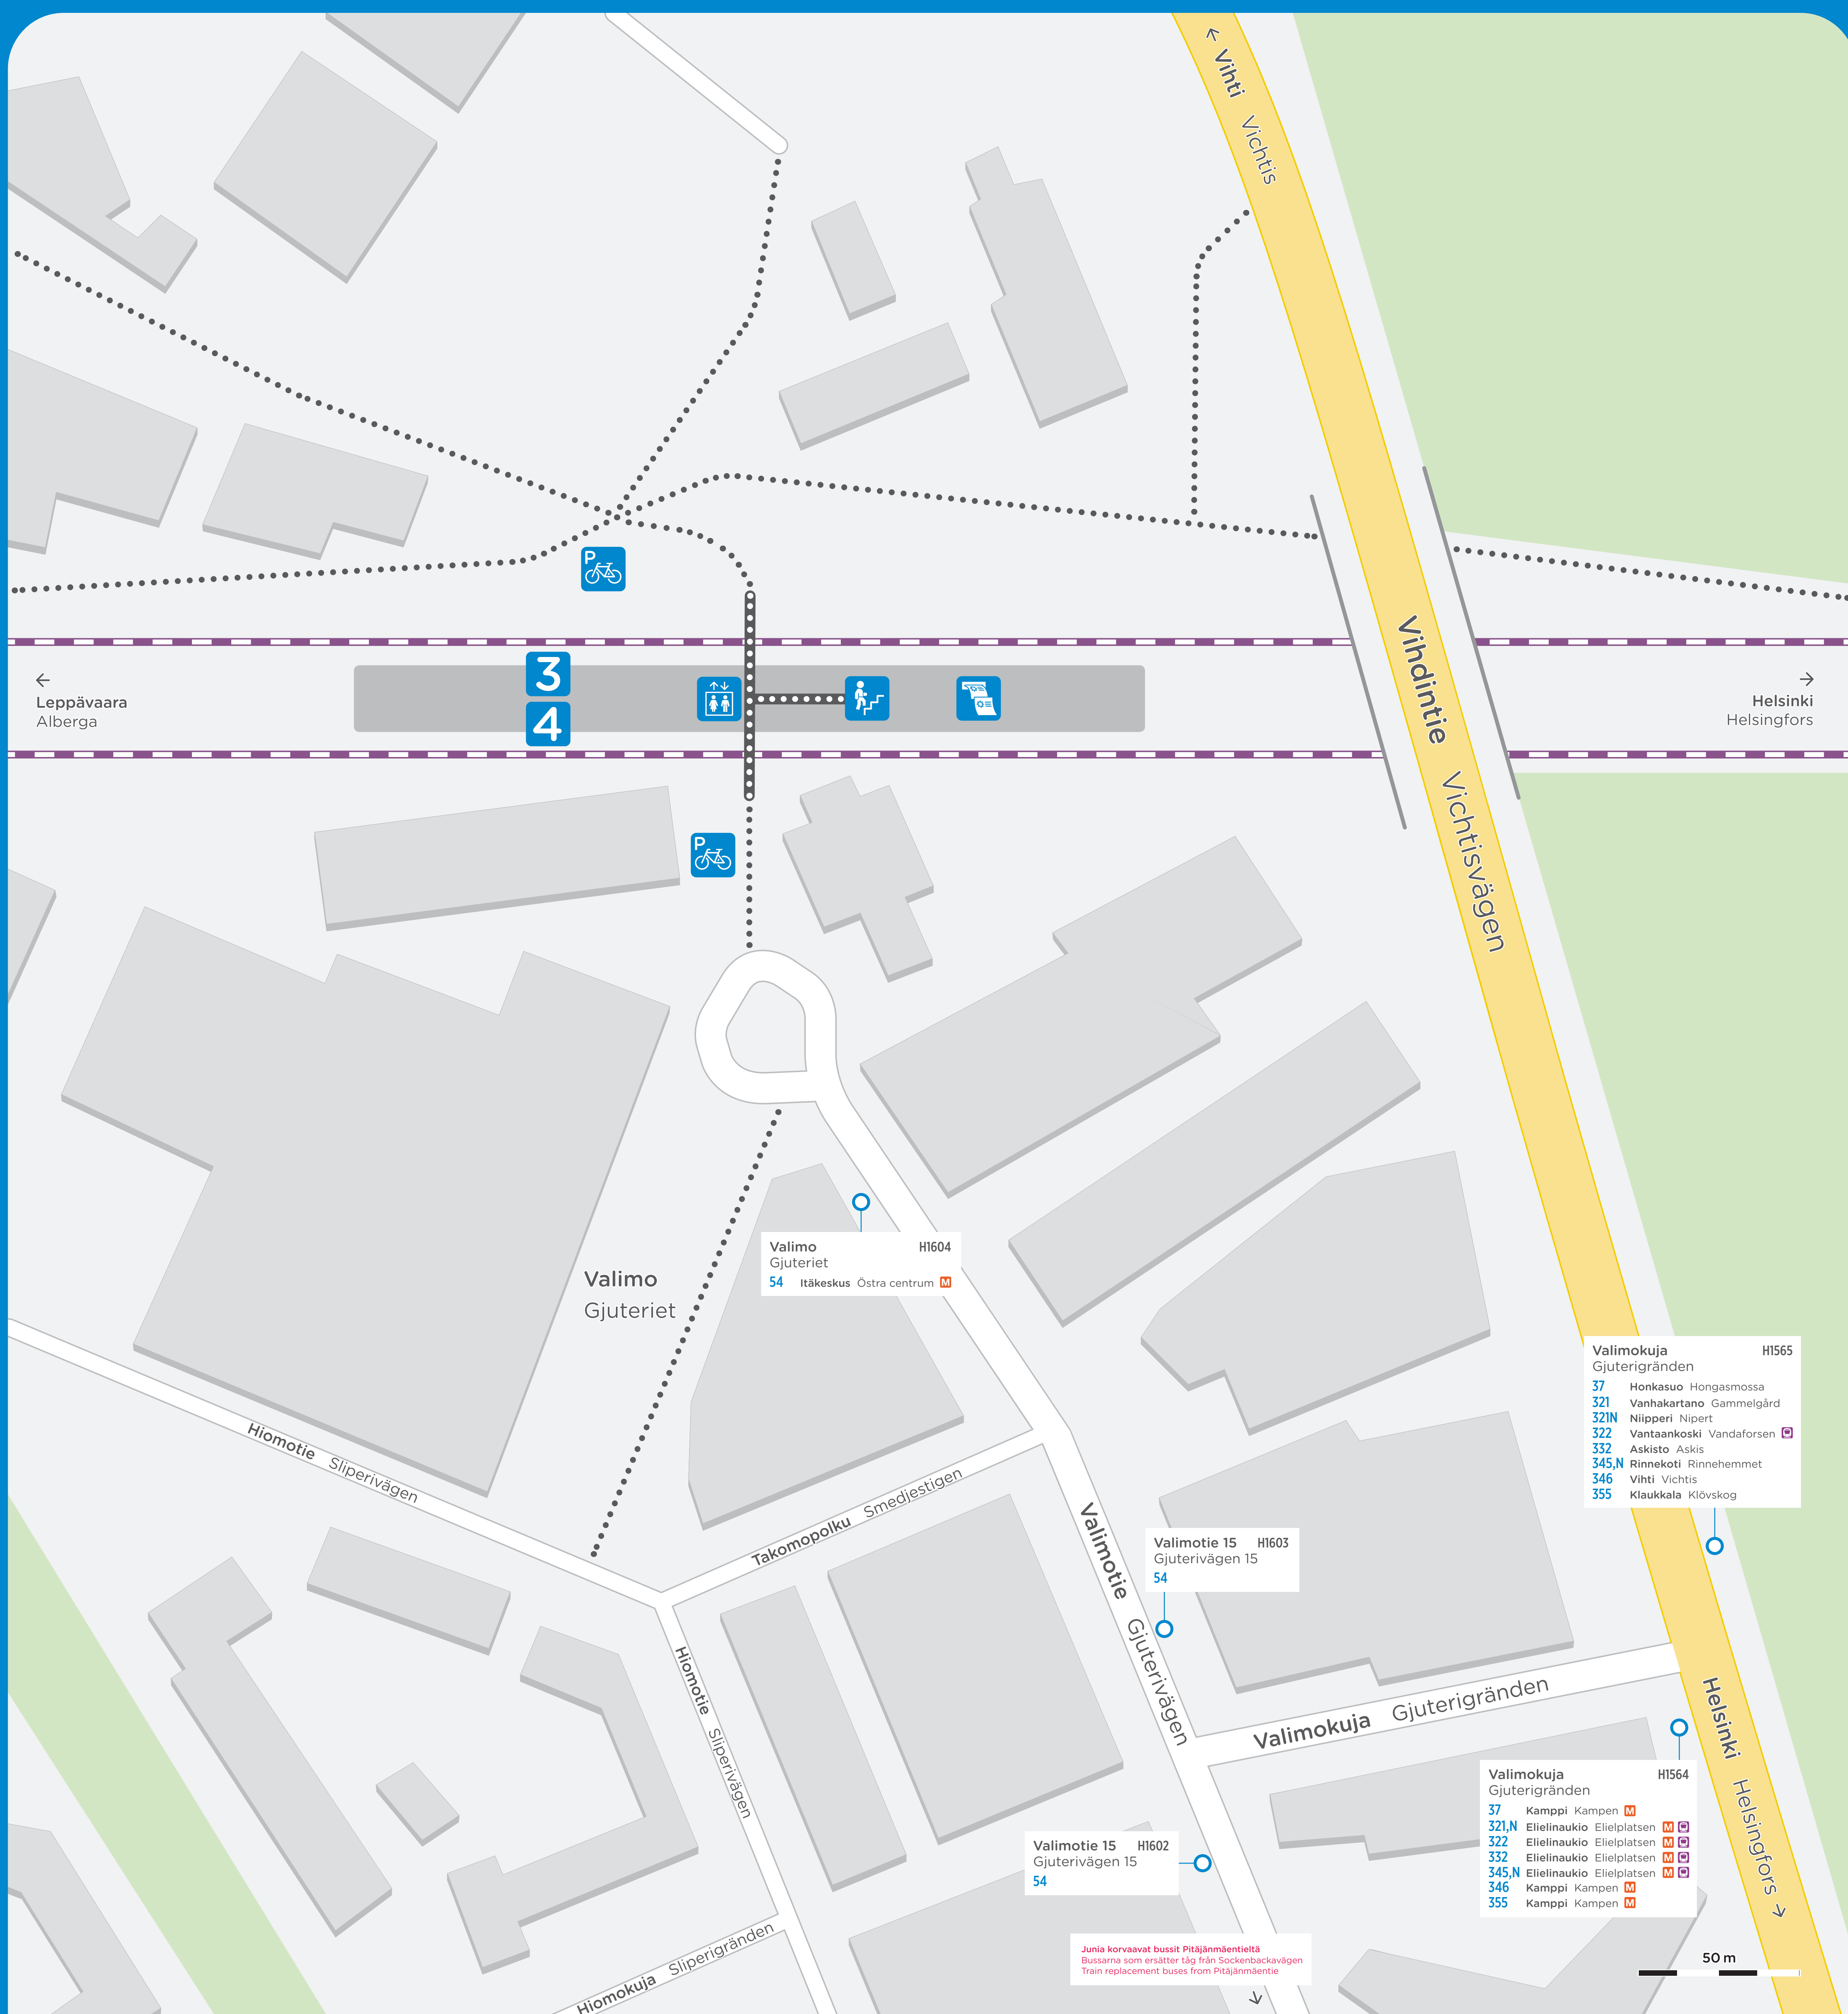 ← Vihti Vichtis
P
3
4
←
Leppävaara
Alberga
→
Helsinki
Helsingfors
Vihdintie Vichtisvägen
P
Valimo H1604
Gjuteriet
54 Itäkeskus Östra centrum M
Valimo
Gjuteriet
Valimokuja H1565
Gjuterigränden
37 Honkasuo Hongasmossa
321 Vanhakartano Gammelgård
321N Niipperi Nipert
322 Vantaankoski Vandaforsen
332 Askisto Askis
345,N Rinnekoti Rinnehemmet
346 Vihti Vichtis
355 Klaukkala Klövskog
Hiomotie Sliperivägen
Takomopolku Smedjestigen
Valimotie Gjuterivägen
Valimotie 15 H1603
Gjuterivägen 15
54
Hiomotie Sliperivägen
Valimokuja Gjuterigränden
Helsinki Helsingfors →
Valimokuja H1564
Gjuterigränden
37 Kamppi Kampen M
321,N Elielinaukio Elielplatsen M
322 Elielinaukio Elielplatsen M
332 Elielinaukio Elielplatsen M
345,N Elielinaukio Elielplatsen M
346 Kamppi Kampen M
355 Kamppi Kampen M
Valimotie 15 H1602
Gjuterivägen 15
54
Hiomokuja Sliperigränden
Junia korvaavat bussit Pitäjänmäentieltä
Bussarna som ersätter tåg från Sockenbackavägen
Train replacement buses from Pitäjänmäentie
50 m